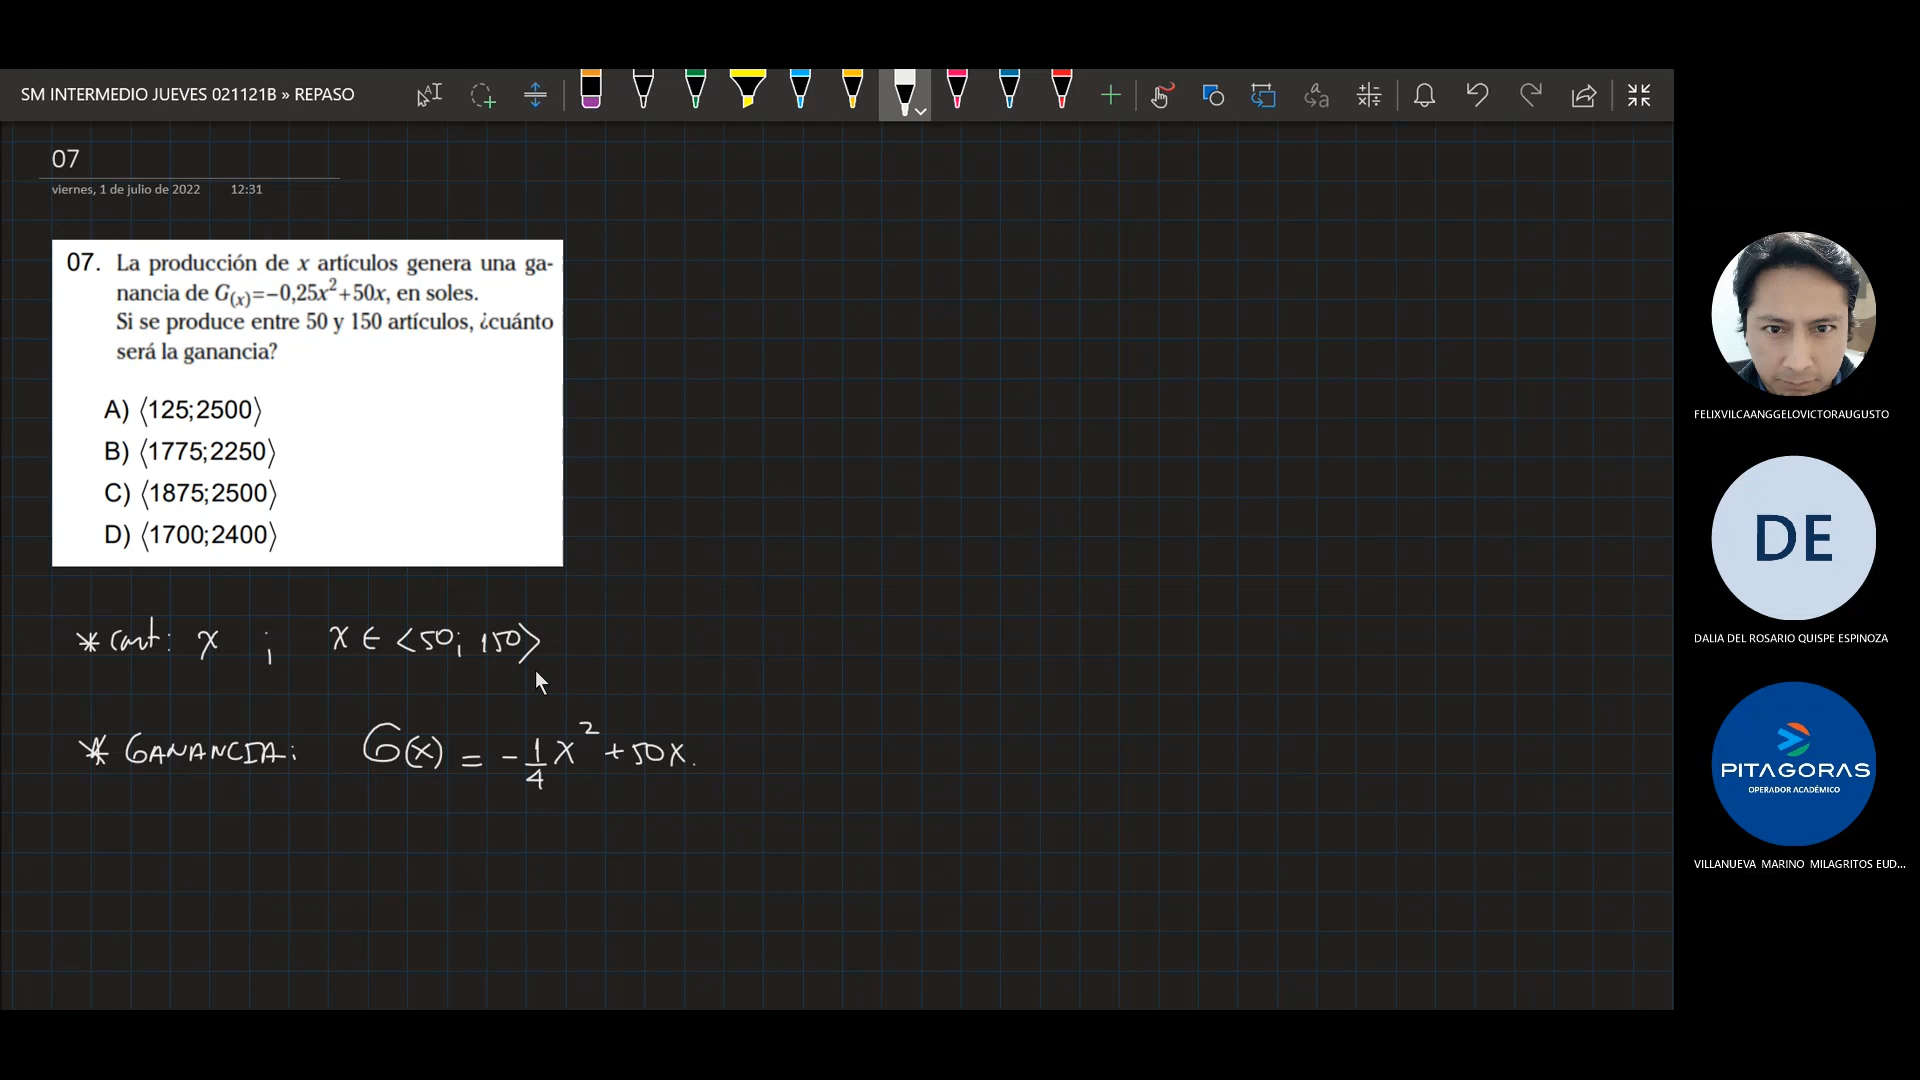 SM INTERMEDIO JUEVES 021121B » REPASO
07
viernes, 1 de julio de 2022 12:31
07. La producción de x artículos genera una ga-
nancia de G(x)=−0,25x²+50x, en soles.
Si se produce entre 50 y 150 artículos, ¿cuánto
será la ganancia?
A) ⟨125;2500⟩
B) ⟨1775;2250⟩
C) ⟨1875;2500⟩
D) ⟨1700;2400⟩
* cant: x ; x ∈ <50; 150>
* GANANCIA: G(x) = -1/4 x² + 50x.
FELIXVILCAANGGELOVICTORAUGUSTO
DE
DALIA DEL ROSARIO QUISPE ESPINOZA
PITAGORAS
OPERADOR ACADÉMICO
VILLANUEVA MARINO MILAGRITOS EUD...